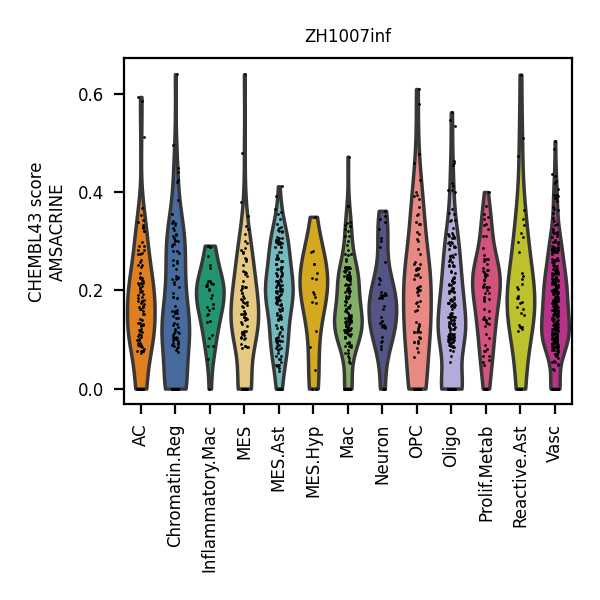 ZH1007inf
CHEMBL43 score
AMSACRINE
0.6
0.4
0.2
0.0
AC
Chromatin.Reg
Inflammatory.Mac
MES
MES.Ast
MES.Hyp
Mac
Neuron
OPC
Oligo
Prolif.Metab
Reactive.Ast
Vasc